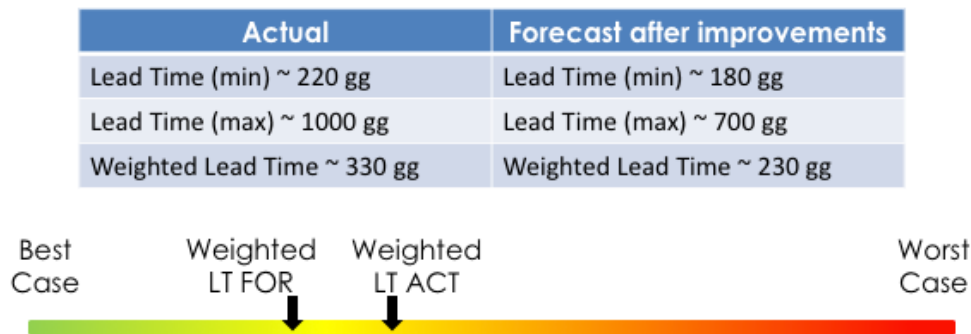 Actual Forecast after improvements
Lead Time (min) ~ 220 gg Lead Time (min) ~ 180 gg
Lead Time (max) ~ 1000 gg Lead Time (max) ~ 700 gg
Weighted Lead Time ~ 330 gg Weighted Lead Time ~ 230 gg
Best Weighted Weighted Worst
Case LT FOR LT ACT Case